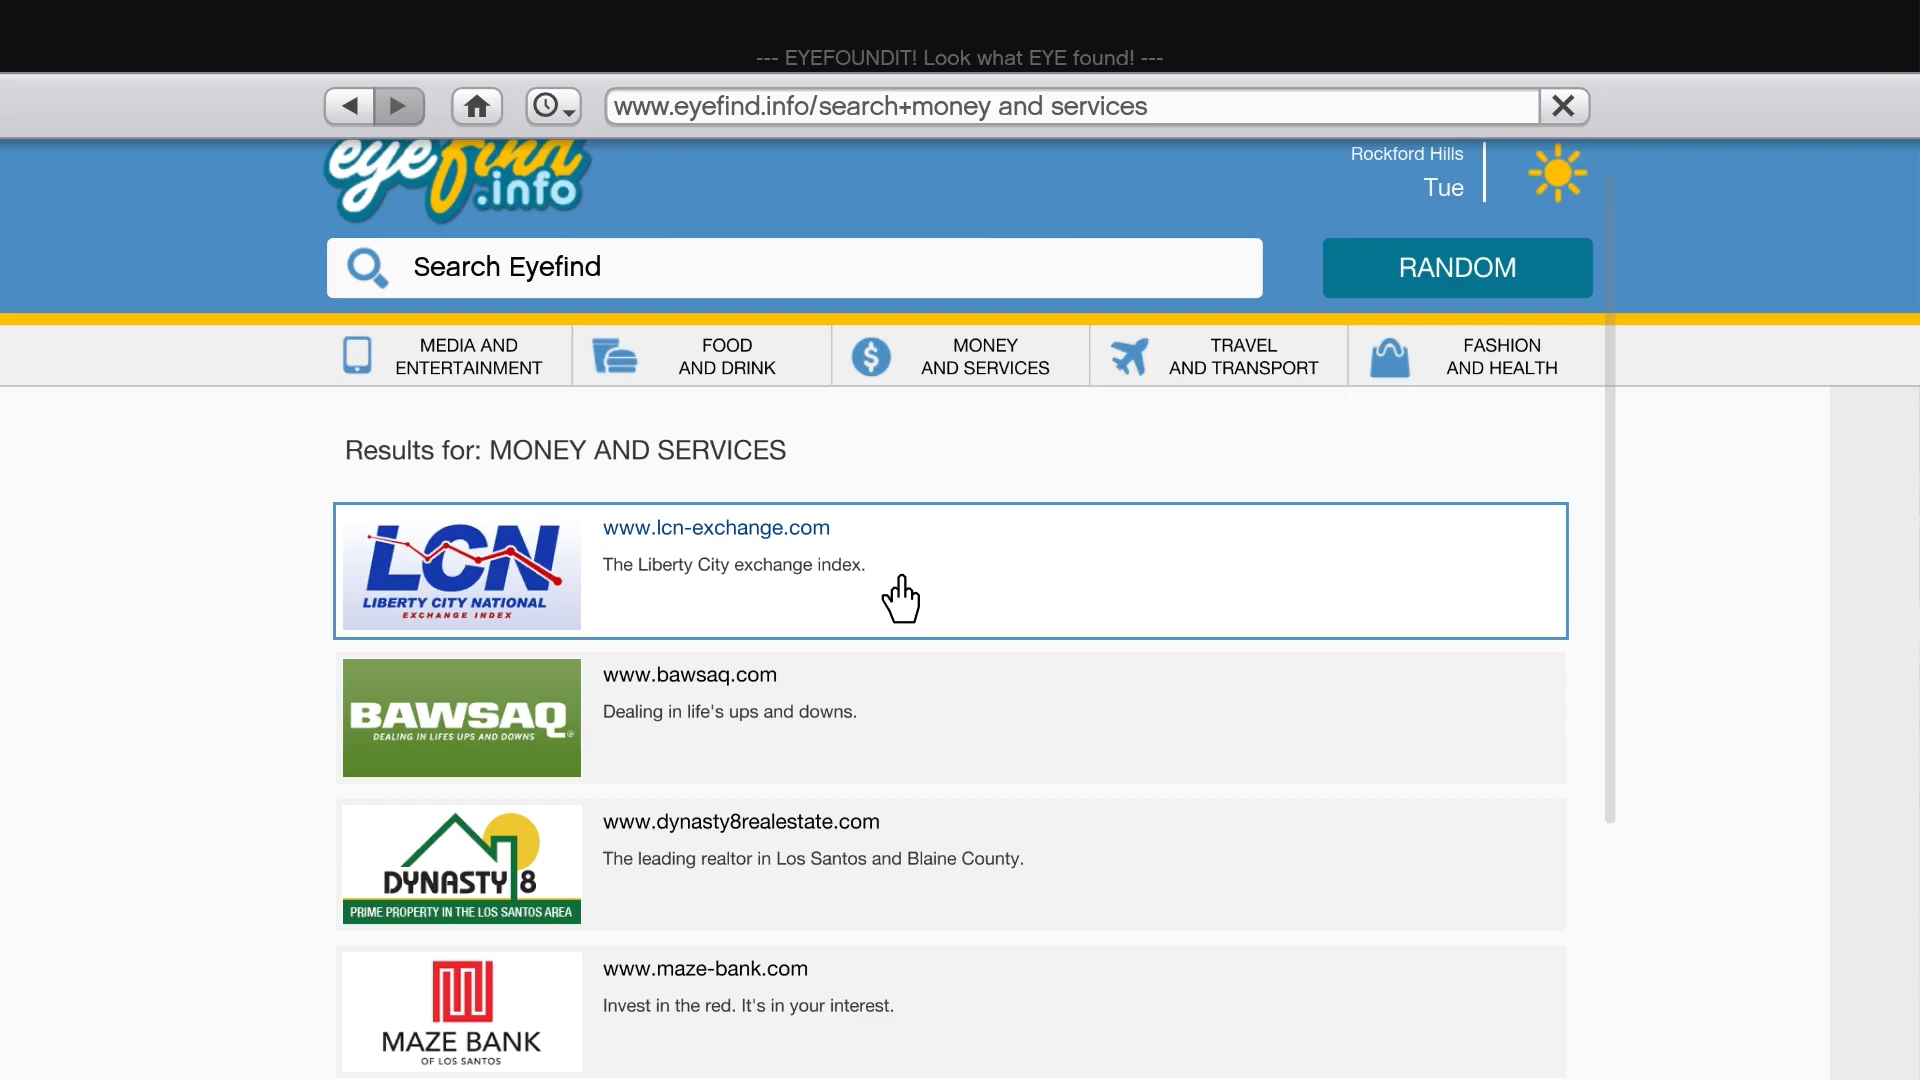 --- EYEFOUNDIT! Look what EYE found! ---
www.eyefind.info/search+money and services
eyefind
.info
Rockford Hills
Tue
Search Eyefind
RANDOM
MEDIA AND
ENTERTAINMENT
FOOD
AND DRINK
MONEY
AND SERVICES
TRAVEL
AND TRANSPORT
FASHION
AND HEALTH
Results for: MONEY AND SERVICES
LCN
LIBERTY CITY NATIONAL
EXCHANGE INDEX
www.lcn-exchange.com
The Liberty City exchange index.
BAWSAQ
DEALING IN LIFES UPS AND DOWNS
www.bawsaq.com
Dealing in life's ups and downs.
DYNASTY 8
PRIME PROPERTY IN THE LOS SANTOS AREA
www.dynasty8realestate.com
The leading realtor in Los Santos and Blaine County.
MAZE BANK
OF LOS SANTOS
www.maze-bank.com
Invest in the red. It's in your interest.